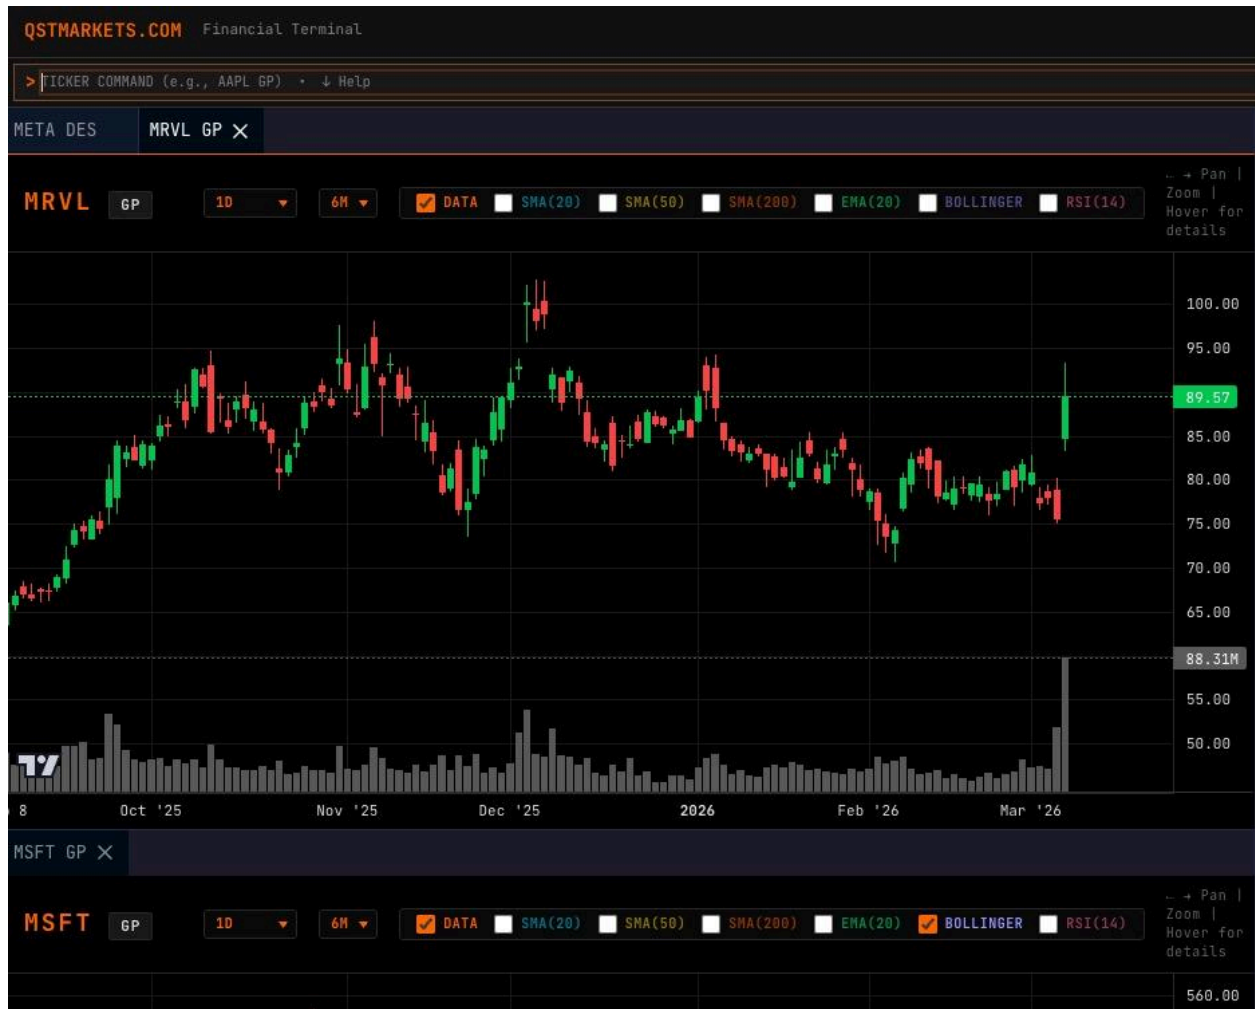 QSTMARKETS.COM Financial Terminal
> TICKER COMMAND (e.g., AAPL GP) • ↓ Help
META DES MRVL GP ×
MRVL GP 1D ▼ 6M ▼ DATA SMA(20) SMA(50) SMA(200) EMA(20) BOLLINGER RSI(14)
← → Pan |
Zoom |
Hover for
details
100.00
95.00
89.57
85.00
80.00
75.00
70.00
65.00
88.31M
55.00
50.00
8 Oct '25 Nov '25 Dec '25 2026 Feb '26 Mar '26
MSFT GP ×
MSFT GP 1D ▼ 6M ▼ DATA SMA(20) SMA(50) SMA(200) EMA(20) BOLLINGER RSI(14)
← → Pan |
Zoom |
Hover for
details
560.00